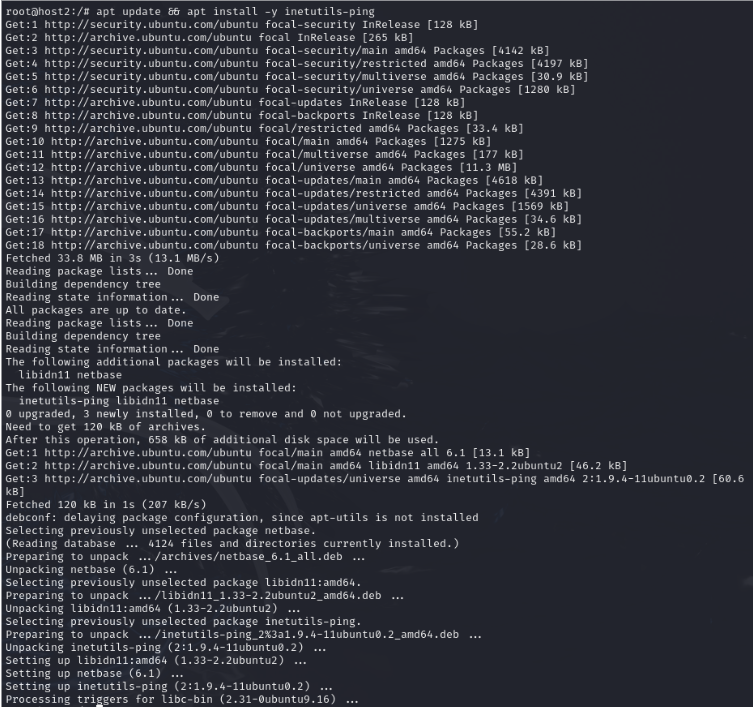 root@host2:/# apt update && apt install -y inetutils-ping
Get:1 http://security.ubuntu.com/ubuntu focal-security InRelease [128 kB]
Get:2 http://archive.ubuntu.com/ubuntu focal InRelease [265 kB]
Get:3 http://security.ubuntu.com/ubuntu focal-security/main amd64 Packages [4142 kB]
Get:4 http://security.ubuntu.com/ubuntu focal-security/restricted amd64 Packages [4197 kB]
Get:5 http://security.ubuntu.com/ubuntu focal-security/multiverse amd64 Packages [30.9 kB]
Get:6 http://security.ubuntu.com/ubuntu focal-security/universe amd64 Packages [1280 kB]
Get:7 http://archive.ubuntu.com/ubuntu focal-updates InRelease [128 kB]
Get:8 http://archive.ubuntu.com/ubuntu focal-backports InRelease [128 kB]
Get:9 http://archive.ubuntu.com/ubuntu focal/restricted amd64 Packages [33.4 kB]
Get:10 http://archive.ubuntu.com/ubuntu focal/main amd64 Packages [1275 kB]
Get:11 http://archive.ubuntu.com/ubuntu focal/multiverse amd64 Packages [177 kB]
Get:12 http://archive.ubuntu.com/ubuntu focal/universe amd64 Packages [11.3 MB]
Get:13 http://archive.ubuntu.com/ubuntu focal-updates/main amd64 Packages [4618 kB]
Get:14 http://archive.ubuntu.com/ubuntu focal-updates/restricted amd64 Packages [4391 kB]
Get:15 http://archive.ubuntu.com/ubuntu focal-updates/universe amd64 Packages [1569 kB]
Get:16 http://archive.ubuntu.com/ubuntu focal-updates/multiverse amd64 Packages [34.6 kB]
Get:17 http://archive.ubuntu.com/ubuntu focal-backports/main amd64 Packages [55.2 kB]
Get:18 http://archive.ubuntu.com/ubuntu focal-backports/universe amd64 Packages [28.6 kB]
Fetched 33.8 MB in 3s (13.1 MB/s)
Reading package lists... Done
Building dependency tree
Reading state information... Done
All packages are up to date.
Reading package lists... Done
Building dependency tree
Reading state information... Done
The following additional packages will be installed:
  libidn11 netbase
The following NEW packages will be installed:
  inetutils-ping libidn11 netbase
0 upgraded, 3 newly installed, 0 to remove and 0 not upgraded.
Need to get 120 kB of archives.
After this operation, 658 kB of additional disk space will be used.
Get:1 http://archive.ubuntu.com/ubuntu focal/main amd64 netbase all 6.1 [13.1 kB]
Get:2 http://archive.ubuntu.com/ubuntu focal/main amd64 libidn11 amd64 1.33-2.2ubuntu2 [46.2 kB]
Get:3 http://archive.ubuntu.com/ubuntu focal-updates/universe amd64 inetutils-ping amd64 2:1.9.4-11ubuntu0.2 [60.6
kB]
Fetched 120 kB in 1s (207 kB/s)
debconf: delaying package configuration, since apt-utils is not installed
Selecting previously unselected package netbase.
(Reading database ... 4124 files and directories currently installed.)
Preparing to unpack .../archives/netbase_6.1_all.deb ...
Unpacking netbase (6.1) ...
Selecting previously unselected package libidn11:amd64.
Preparing to unpack .../libidn11_1.33-2.2ubuntu2_amd64.deb ...
Unpacking libidn11:amd64 (1.33-2.2ubuntu2) ...
Selecting previously unselected package inetutils-ping.
Preparing to unpack .../inetutils-ping_2%3a1.9.4-11ubuntu0.2_amd64.deb ...
Unpacking inetutils-ping (2:1.9.4-11ubuntu0.2) ...
Setting up libidn11:amd64 (1.33-2.2ubuntu2) ...
Setting up netbase (6.1) ...
Setting up inetutils-ping (2:1.9.4-11ubuntu0.2) ...
Processing triggers for libc-bin (2.31-0ubuntu9.16) ...